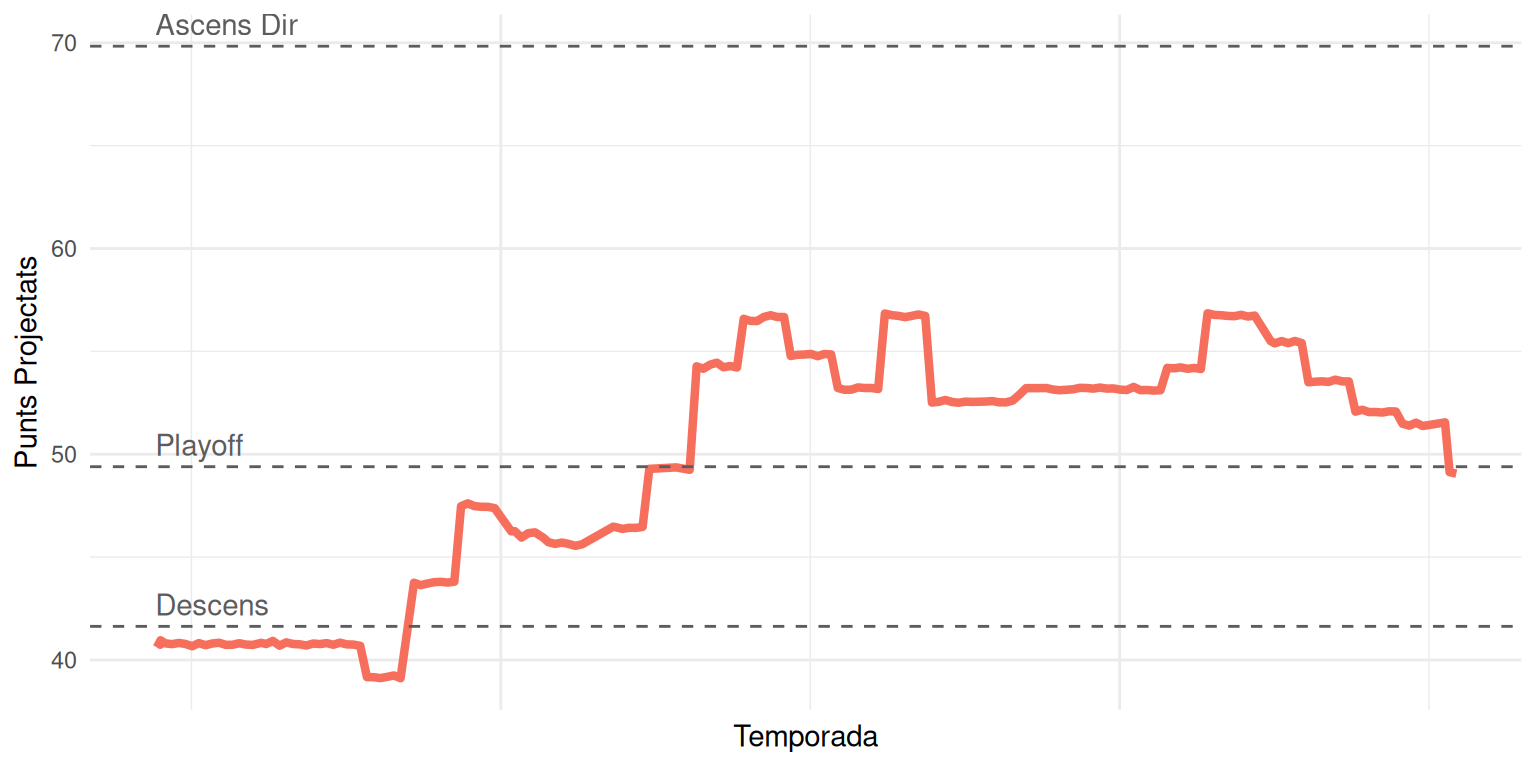 Ascens Dir
70
60
Playoff
50
Descens
40
Punts Projectats
Temporada